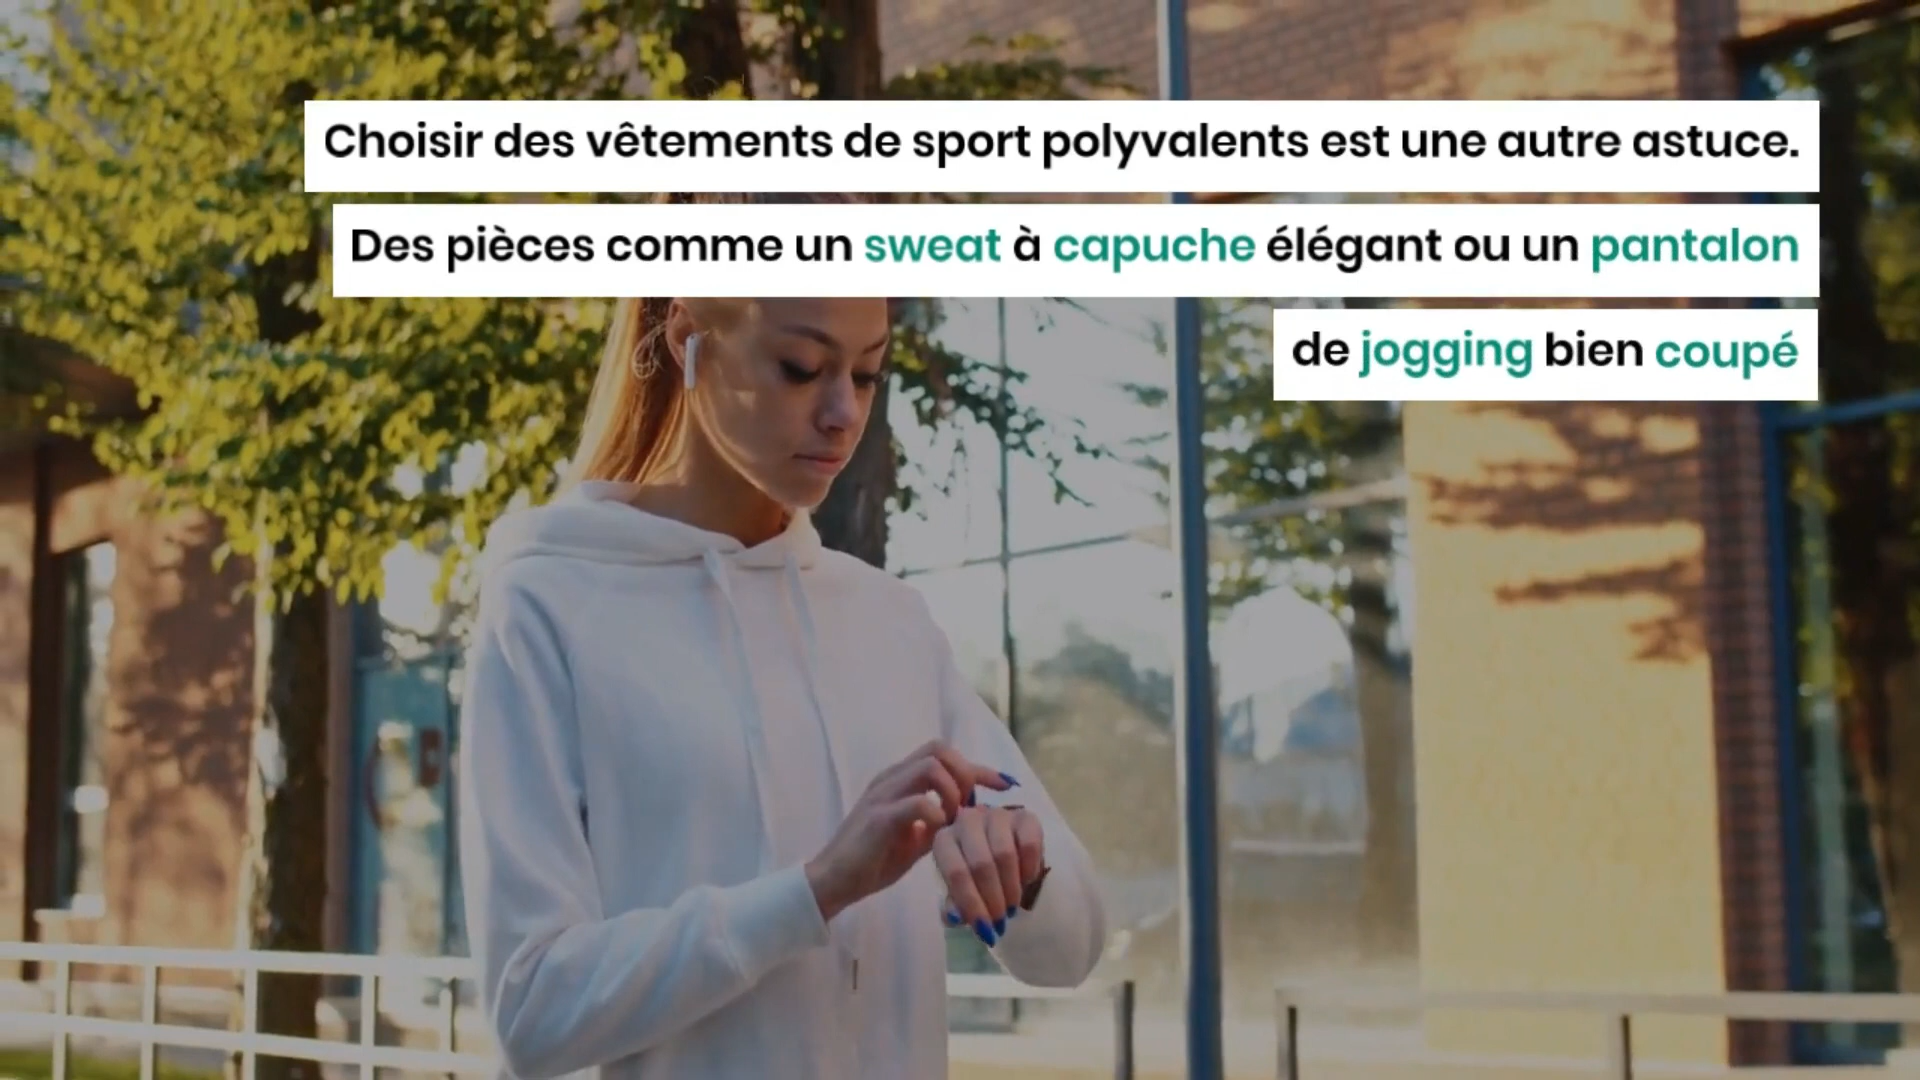 Choisir des vêtements de sport polyvalents est une autre astuce.
Des pièces comme un sweat à capuche élégant ou un pantalon
de jogging bien coupé